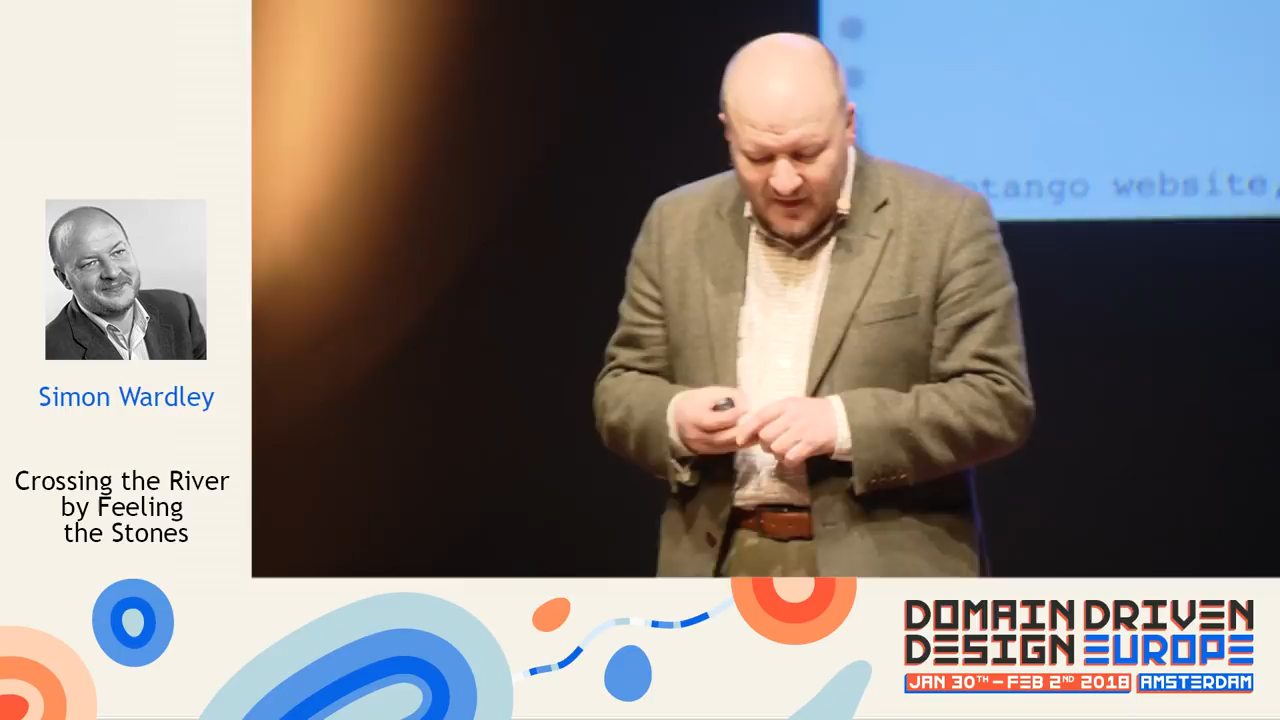 website,
Simon Wardley
Crossing the River
by Feeling
the Stones
DOMAIN DRIVEN
DESIGN EUROPE
JAN 30TH - FEB 2ND 2018 AMSTERDAM